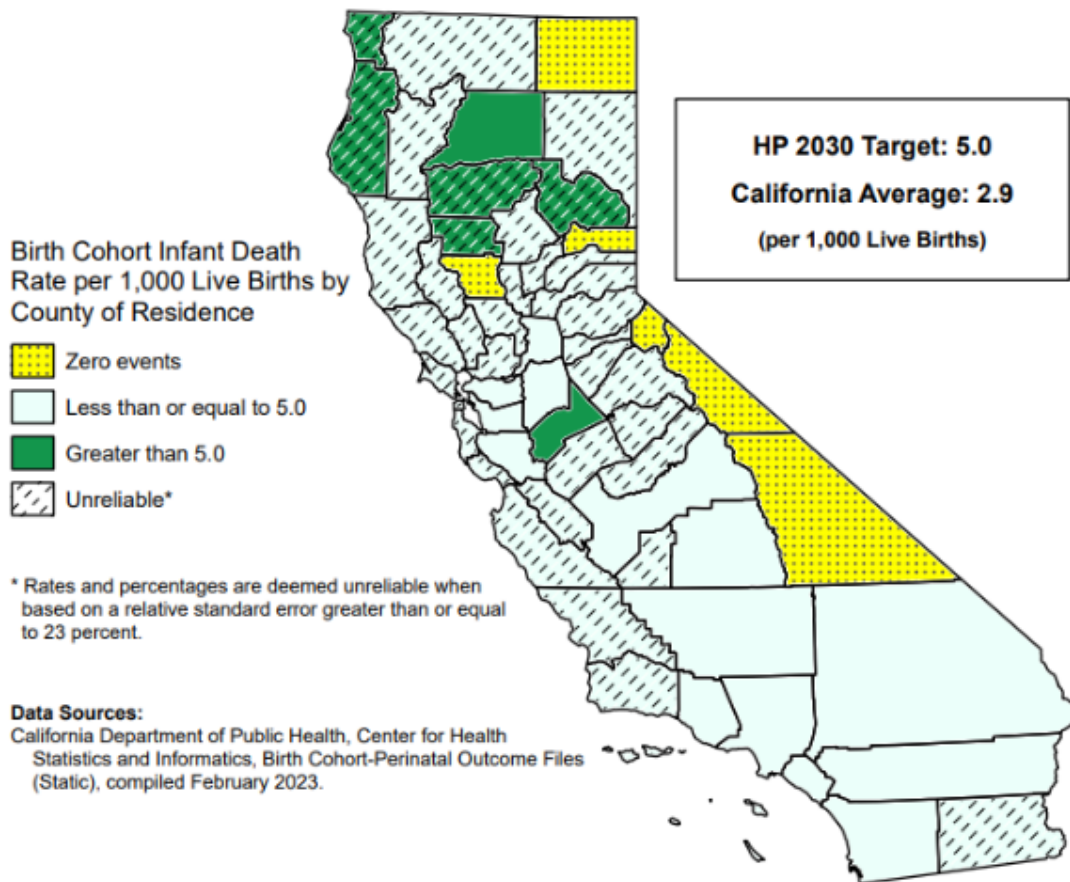 HP 2030 Target: 5.0
California Average: 2.9
(per 1,000 Live Births)
Birth Cohort Infant Death
Rate per 1,000 Live Births by
County of Residence
Zero events
Less than or equal to 5.0
Greater than 5.0
Unreliable*
* Rates and percentages are deemed unreliable when
based on a relative standard error greater than or equal
to 23 percent.
Data Sources:
California Department of Public Health, Center for Health
Statistics and Informatics, Birth Cohort-Perinatal Outcome Files
(Static), compiled February 2023.